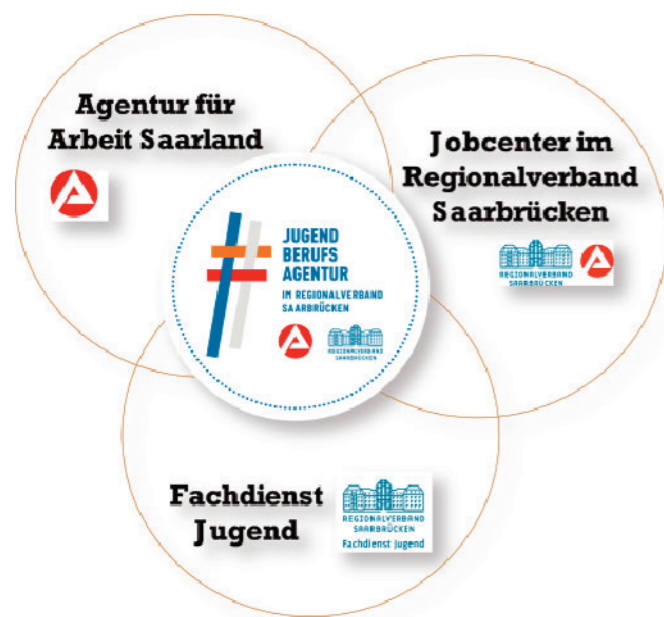 Agentur für
Arbeit Saarland
Jobcenter im
Regionalverband
Saarbrücken
REGIONALVERBAND
SAARBRÜCKEN
JUGEND
BERUFS
AGENTUR
IM REGIONALVERBAND
SAARBRÜCKEN
REGIONALVERBAND
SAARBRÜCKEN
Fachdienst
Jugend
REGIONALVERBAND
SAARBRÜCKEN
Fachdienst Jugend